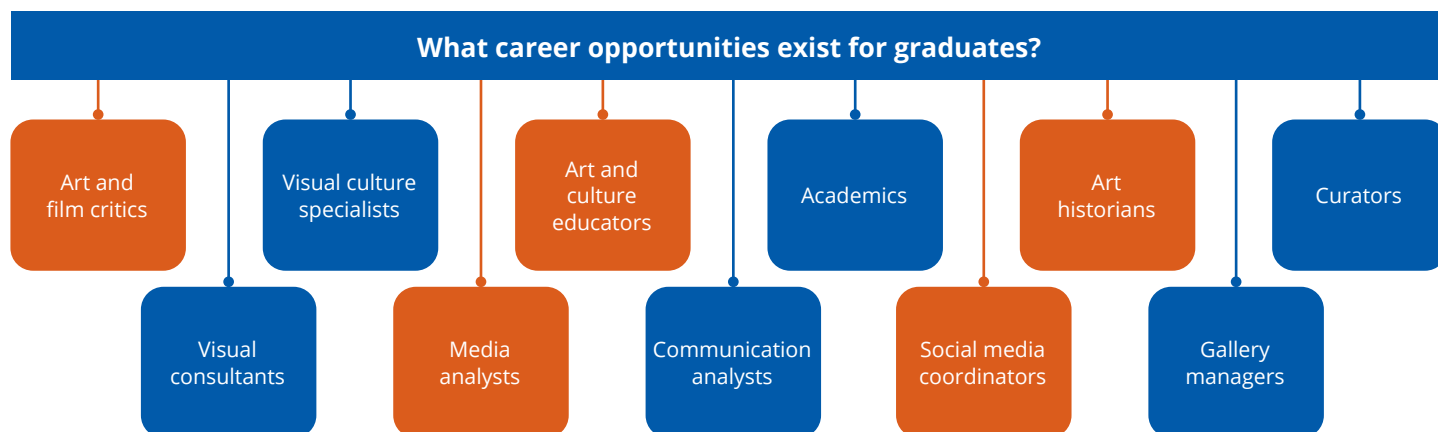 What career opportunities exist for graduates?
Art and
film critics
Visual culture
specialists
Art and
culture
educators
Academics
Art
historians
Curators
Visual
consultants
Media
analysts
Communication
analysts
Social media
coordinators
Gallery
managers